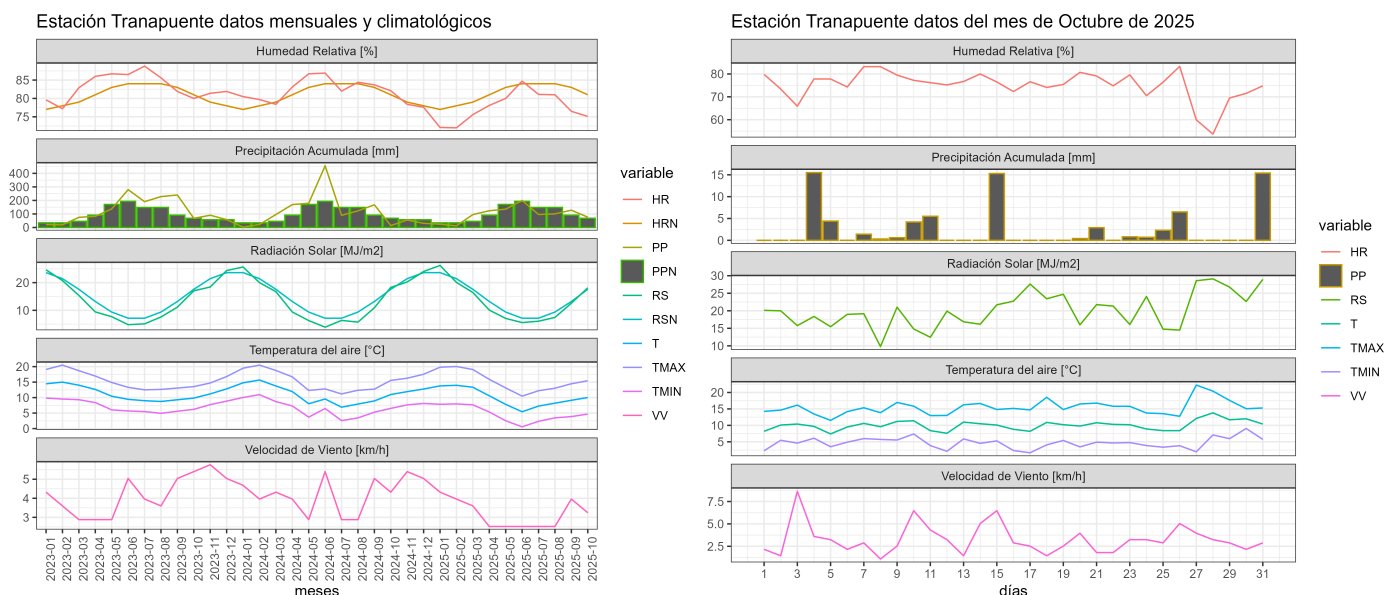 Estación Tranapuente datos mensuales y climatológicos
Humedad Relativa [%]
85
80
75
Precipitación Acumulada [mm]
400
300
200
100
0
Radiación Solar [MJ/m2]
20
10
Temperatura del aire [°C]
20
15
10
5
0
Velocidad de Viento [km/h]
5
4
3
2023-01
2023-02
2023-03
2023-04
2023-05
2023-06
2023-07
2023-08
2023-09
2023-10
2023-11
2023-12
2024-01
2024-02
2024-03
2024-04
2024-05
2024-06
2024-07
2024-08
2024-09
2024-10
2024-11
2024-12
2025-01
2025-02
2025-03
2025-04
2025-05
2025-06
2025-07
2025-08
2025-09
2025-10
meses
variable
HR
HRN
PP
PPN
RS
RSN
T
TMAX
TMIN
VV
Estación Tranapuente datos del mes de Octubre de 2025
Humedad Relativa [%]
80
70
60
Precipitación Acumulada [mm]
15
10
5
0
Radiación Solar [MJ/m2]
30
25
20
15
10
Temperatura del aire [°C]
20
15
10
5
Velocidad de Viento [km/h]
7.5
5.0
2.5
1 3 5 7 9 11 13 15 17 19 21 23 25 27 29 31
días
variable
HR
PP
RS
T
TMAX
TMIN
VV